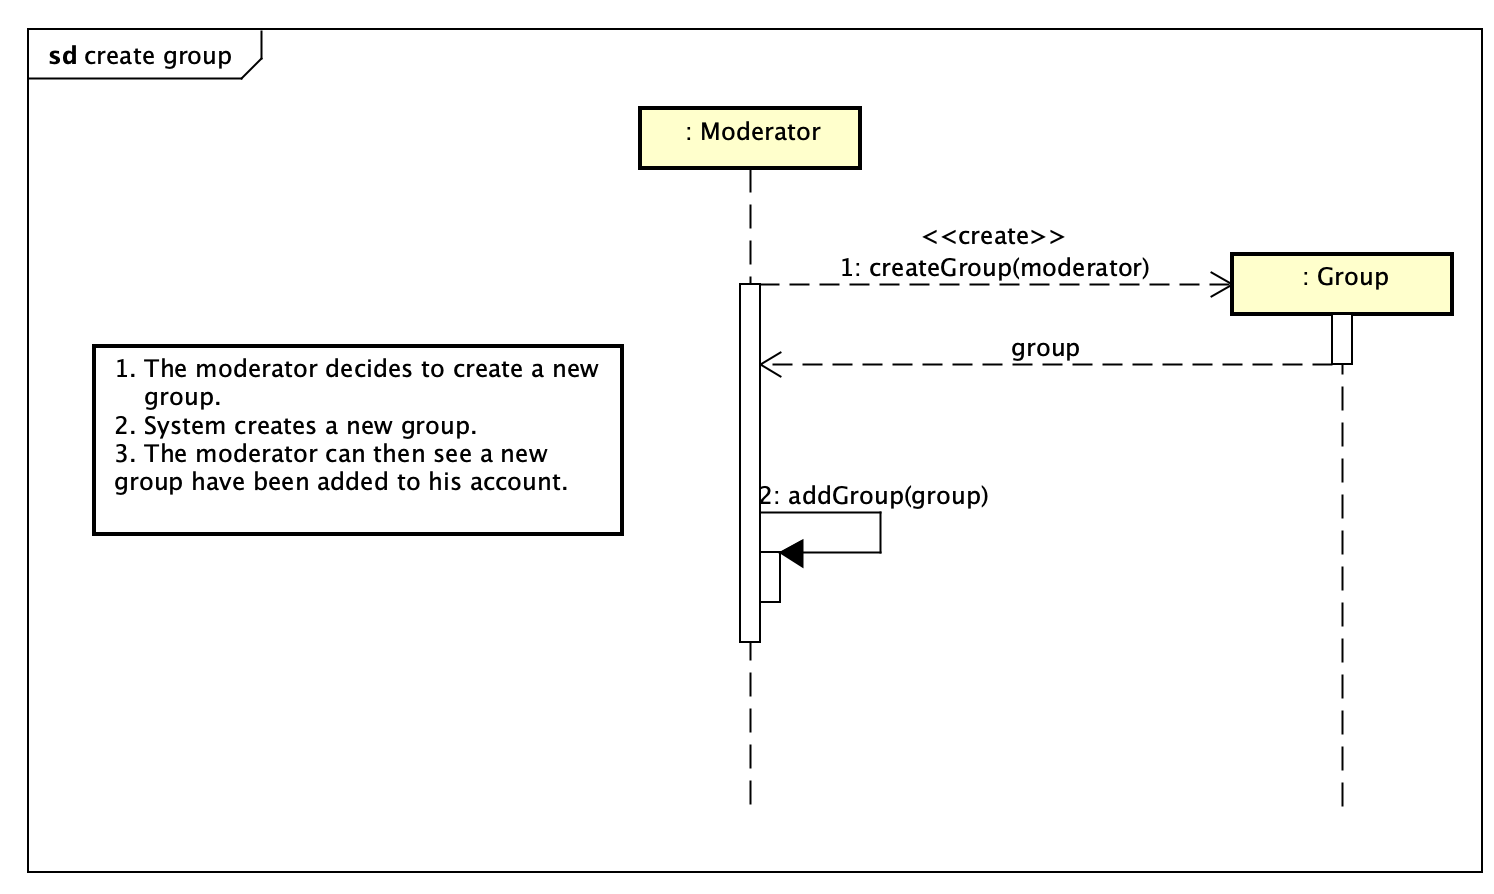 sd create group
: Moderator
<<create>>
1: createGroup(moderator)
: Group
group
1. The moderator decides to create a new
group.
2. System creates a new group.
3. The moderator can then see a new
group have been added to his account.
2: addGroup(group)